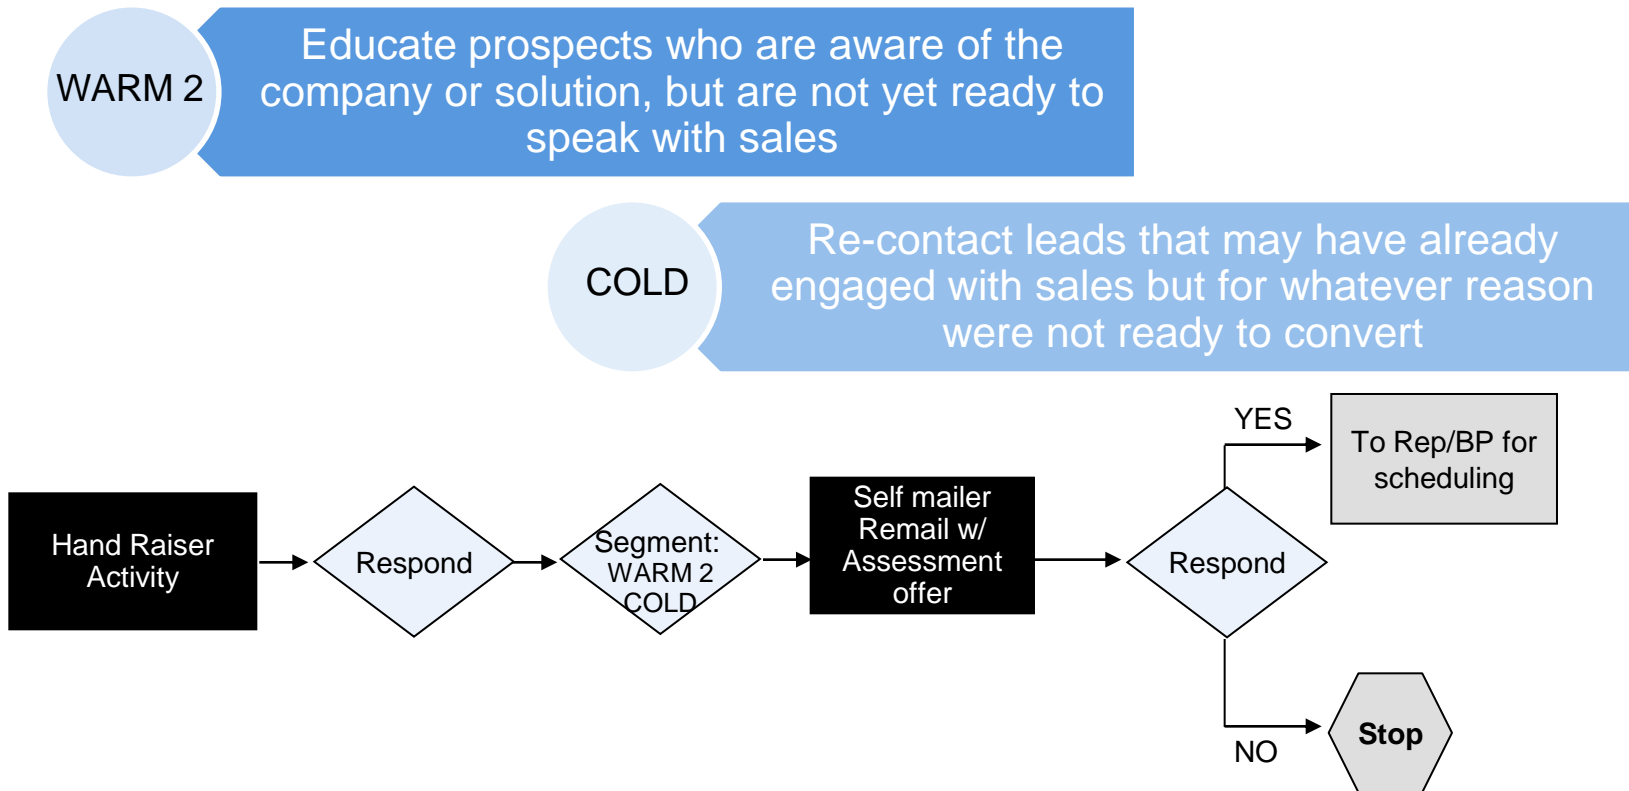 WARM 2
Educate prospects who are aware of the
company or solution, but are not yet ready to
speak with sales
COLD
Re-contact leads that may have already
engaged with sales but for whatever reason
were not ready to convert
Hand Raiser
Activity
Respond
Segment:
WARM 2
COLD
Self mailer
Remail w/
Assessment
offer
Respond
YES
To Rep/BP for
scheduling
NO
Stop